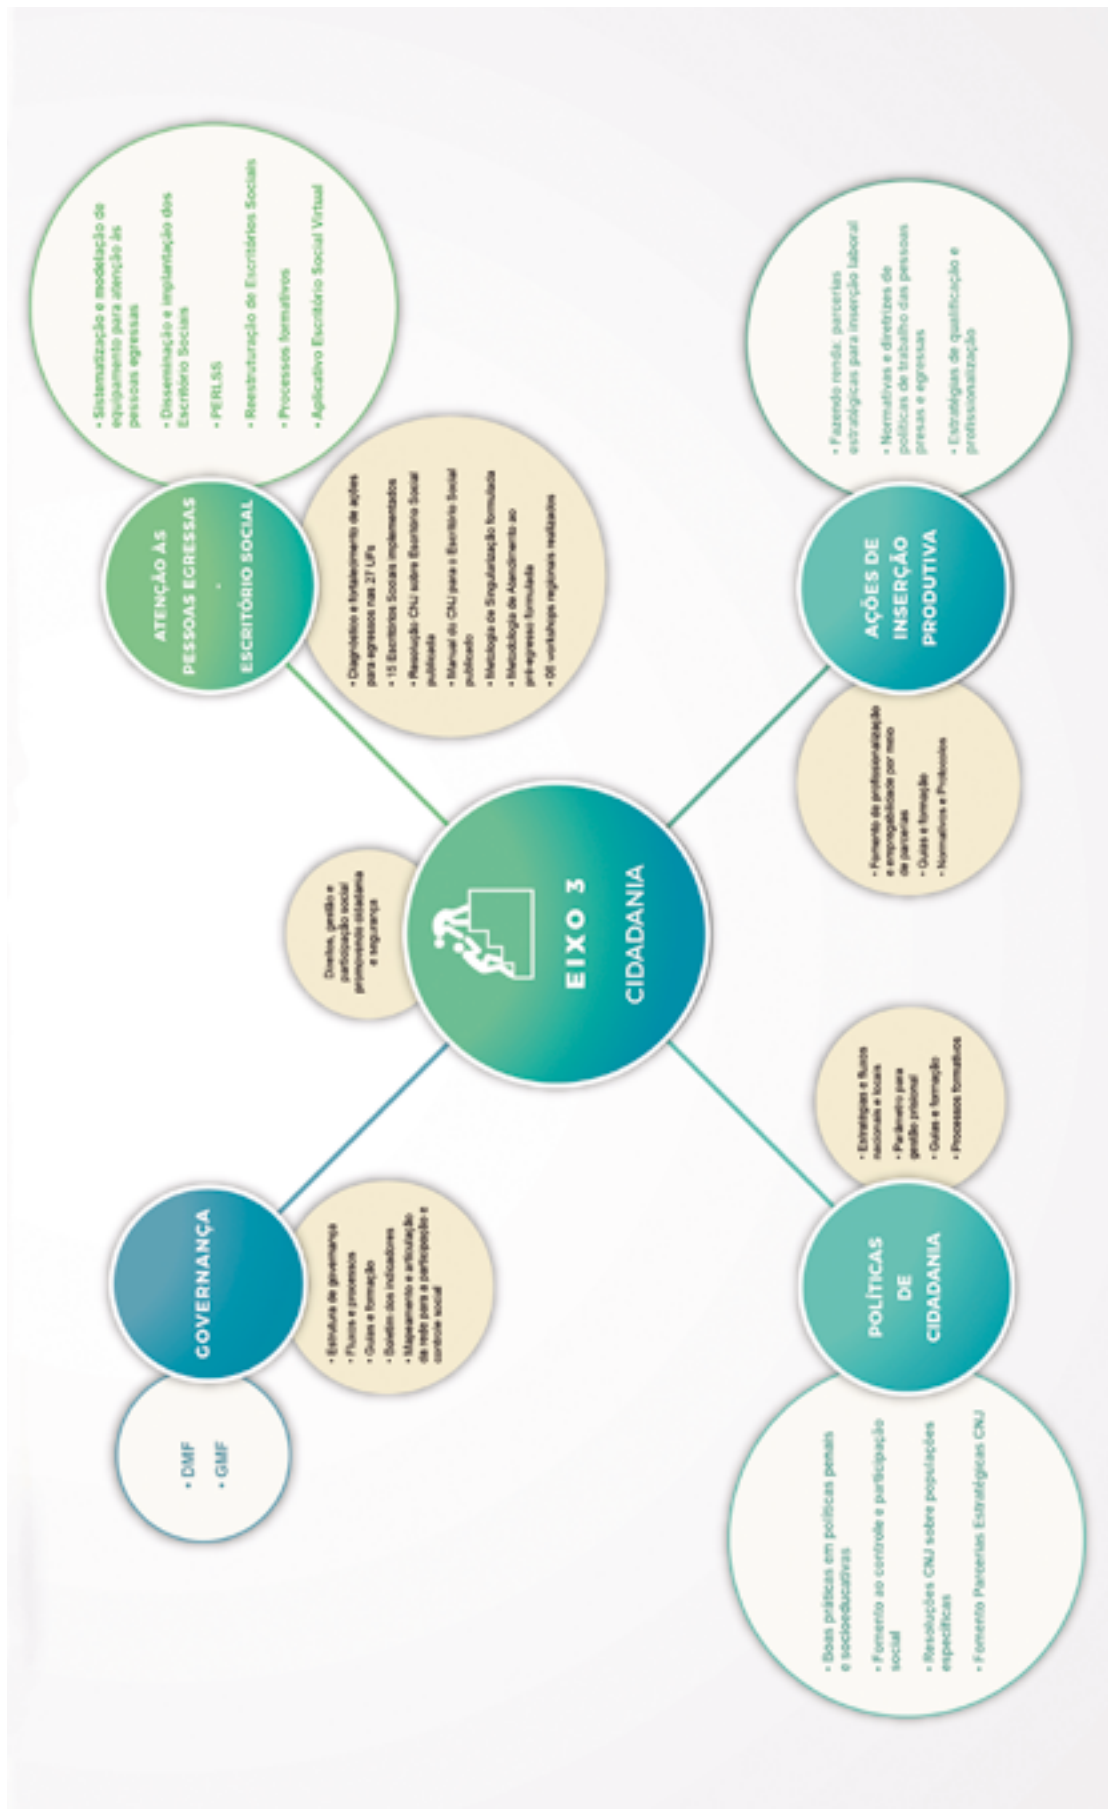 GOVERNANÇA
• DMF
• GMF
• Estrutura de governança
• Fluxos e processos
• Guias e formação
• Boletim dos indicadores
• Mapeamento e articulação
da rede para a participação e
controle social
Direitos, gestão e
participação social
promovendo cidadania
e segurança
EIXO 3
CIDADANIA
ATENÇÃO ÀS
PESSOAS EGRESSAS
-
ESCRITÓRIO SOCIAL
• Sistematização e modelação de
equipamento para atenção às
pessoas egressas
• Disseminação e implantação dos
Escritório Sociais
• PERLSS
• Reestruturação de Escritórios Sociais
• Processos formativos
• Aplicativo Escritório Social Virtual
• Diagnóstico e fortalecimento de ações
para egressos nas 27 UFs
• 15 Escritórios Sociais implementados
• Resolução CNJ sobre Escritório Social
publicada
• Manual do CNJ para o Escritório Social
publicado
• Metologia de Singularização formulada
• Metodologia de Atendimento ao
pré-egresso formulada
• 06 workshops regionais realizados
POLÍTICAS
DE
CIDADANIA
• Boas práticas em políticas penais
e socioeducativas
• Fomento ao controle e participação
social
• Resoluções CNJ sobre populações
específicas
• Fomento Parcerias Estratégicas CNJ
• Estratégias e fluxos
nacionais e locais
• Parâmetro para
gestão prisional
• Guias e formação
• Processos formativos
AÇÕES DE
INSERÇÃO
PRODUTIVA
• Fomento de profissionalização
e empregabilidade por meio
de parcerias
• Guias e formação
• Normativos e Protocolos
• Fazendo renda: parcerias
estratégicas para inserção laboral
• Normativas e diretrizes de
políticas de trabalho das pessoas
presas e egressas
• Estratégias de qualificação e
profissionalização